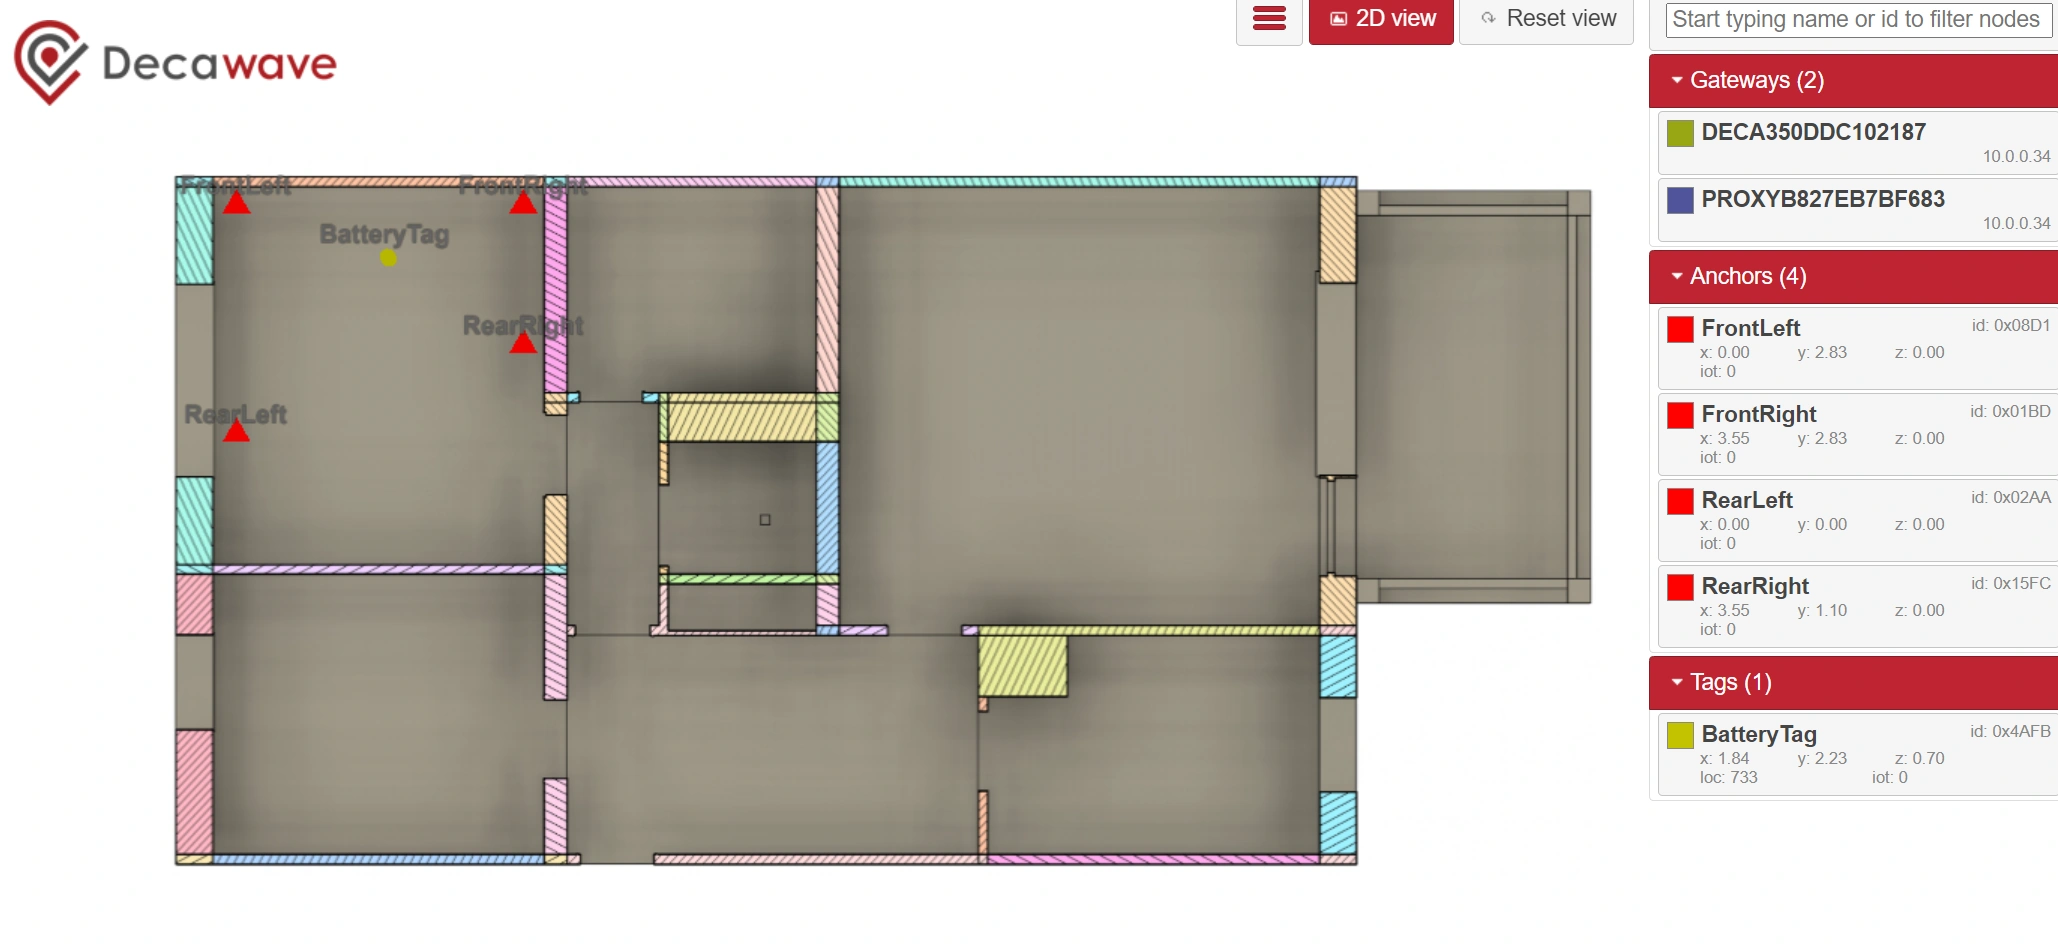 Decawave
2D view
Reset view
Start typing name or id to filter nodes
FrontLeft
FrontRight
BatteryTag
RearRight
RearLeft
Gateways (2)
DECA350DDC102187
10.0.0.34
PROXYB827EB7BF683
10.0.0.34
Anchors (4)
FrontLeft id: 0x08D1
x: 0.00 y: 2.83 z: 0.00
iot: 0
FrontRight id: 0x01BD
x: 3.55 y: 2.83 z: 0.00
iot: 0
RearLeft id: 0x02AA
x: 0.00 y: 0.00 z: 0.00
iot: 0
RearRight id: 0x15FC
x: 3.55 y: 1.10 z: 0.00
iot: 0
Tags (1)
BatteryTag id: 0x4AFB
x: 1.84 y: 2.23 z: 0.70
loc: 733 iot: 0